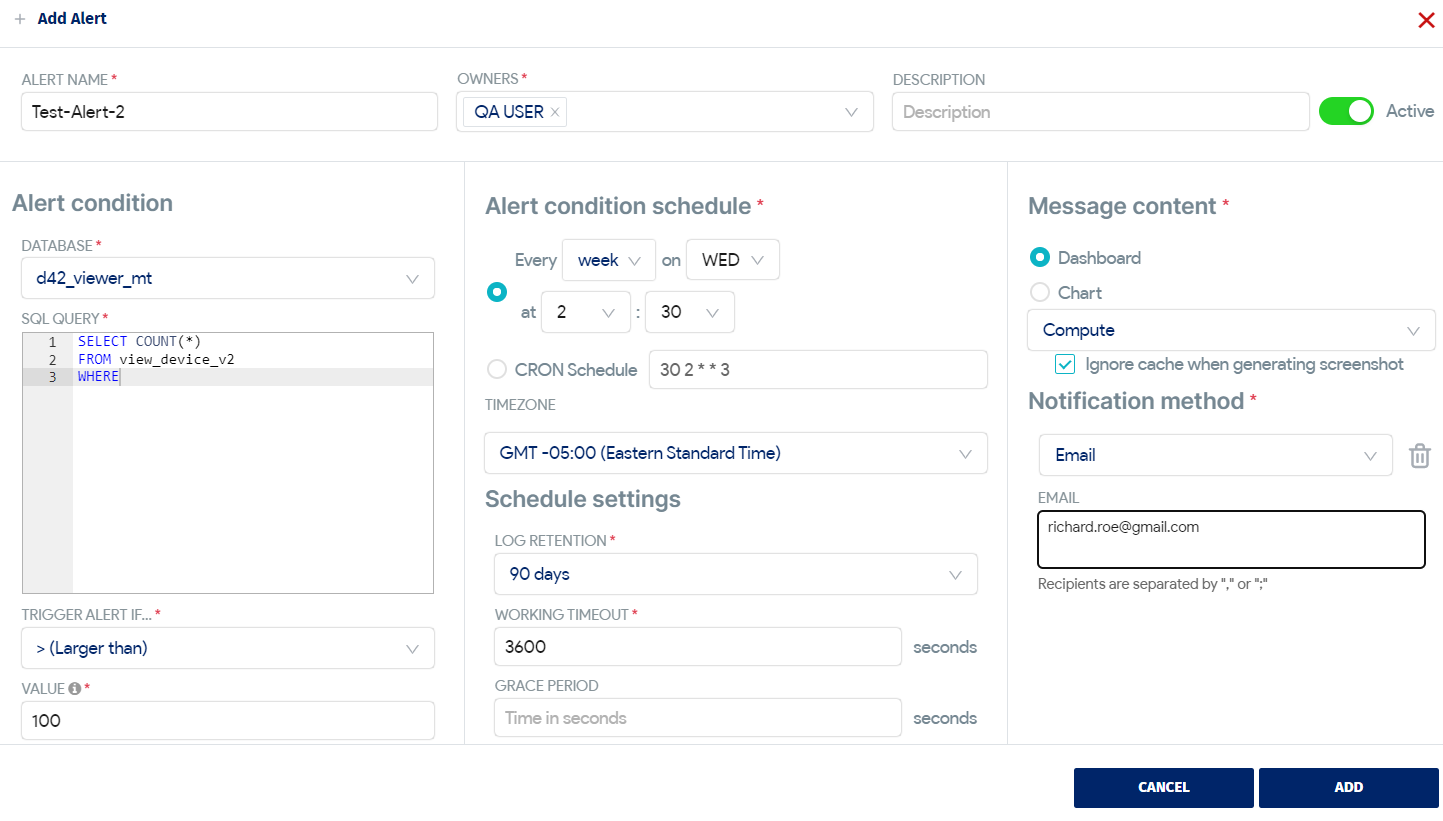 + Add Alert
ALERT NAME *
Test-Alert-2
OWNERS *
QA USER ×
DESCRIPTION
Description
Active
Alert condition
DATABASE *
d42_viewer_mt
SQL QUERY *
1 SELECT COUNT(*)
2 FROM view_device_v2
3 WHERE
TRIGGER ALERT IF... *
> (Larger than)
VALUE *
100
Alert condition schedule *
Every week on WED
at 2 : 30
CRON Schedule 30 2 * * 3
TIMEZONE
GMT -05:00 (Eastern Standard Time)
Schedule settings
LOG RETENTION *
90 days
WORKING TIMEOUT *
3600 seconds
GRACE PERIOD
Time in seconds seconds
Message content *
Dashboard
Chart
Compute
Ignore cache when generating screenshot
Notification method *
Email
EMAIL
richard.roe@gmail.com
Recipients are separated by "," or ";"
CANCEL ADD